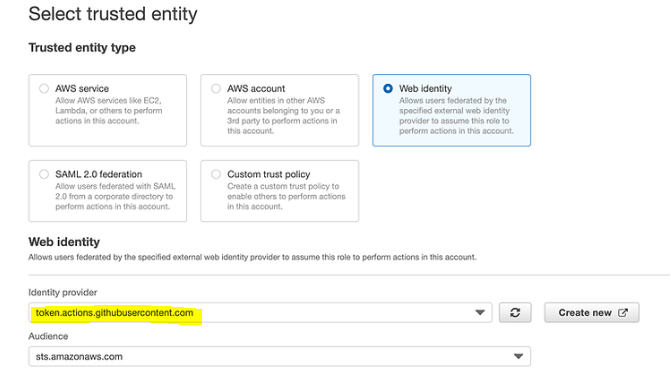 Select trusted entity
Trusted entity type
AWS service
Allow AWS services like EC2,
Lambda, or others to perform
actions in this account.
AWS account
Allow entities in other AWS
accounts belonging to you or a
3rd party to perform actions in
this account.
Web identity
Allows users federated by the
specified external web identity
provider to assume this role to
perform actions in this account.
SAML 2.0 federation
Allow users federated with SAML
2.0 from a corporate directory to
perform actions in this account.
Custom trust policy
Create a custom trust policy to
enable others to perform actions
in this account.
Web identity
Allows users federated by the specified external web identity provider to assume this role to perform actions in this account.
Identity provider
token.actions.githubusercontent.com
Create new
Audience
sts.amazonaws.com